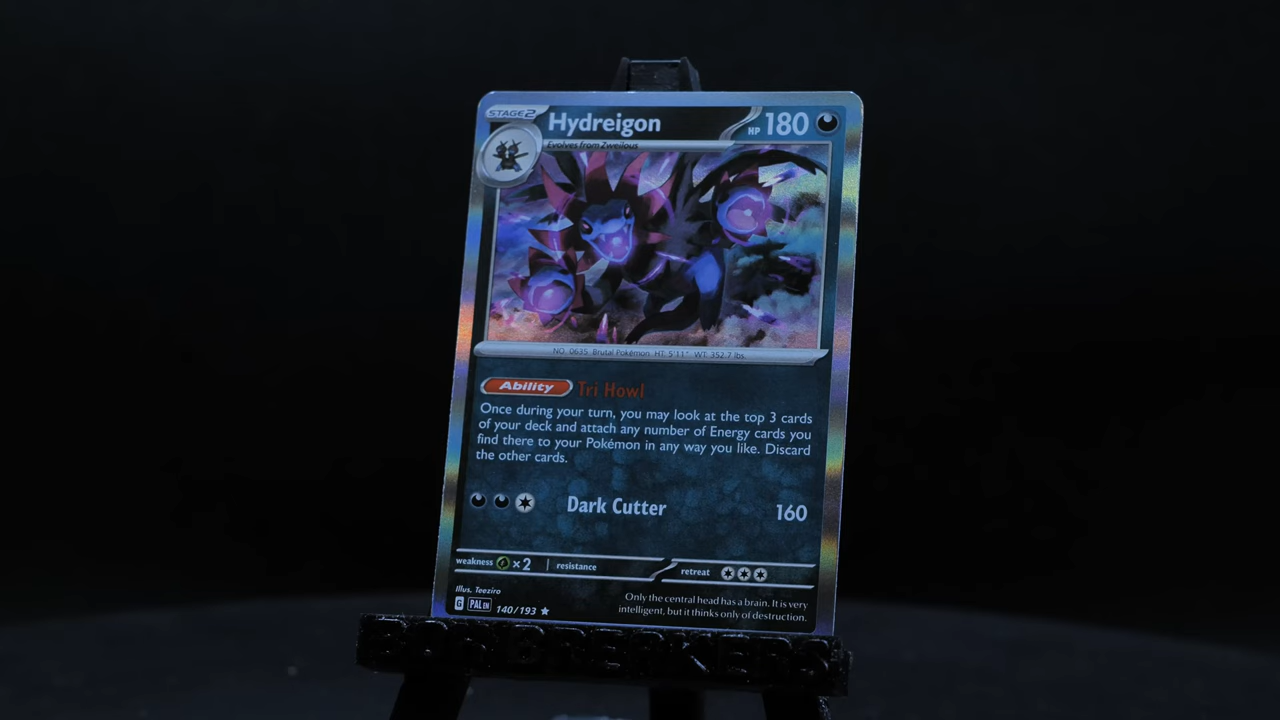 STAGE 2 Hydreigon HP 180
Evolves from Zweilous
NO. 0635 Brutal Pokémon HT: 5'11" WT: 352.7 lbs.
Ability Tri Howl
Once during your turn, you may look at the top 3 cards
of your deck and attach any number of Energy cards you
find there to your Pokémon in any way you like. Discard
the other cards.
Dark Cutter 160
weakness ×2 resistance retreat
Illus. Teeziro
G PAL EN 140/193
Only the central head has a brain. It is very
intelligent, but it thinks only of destruction.